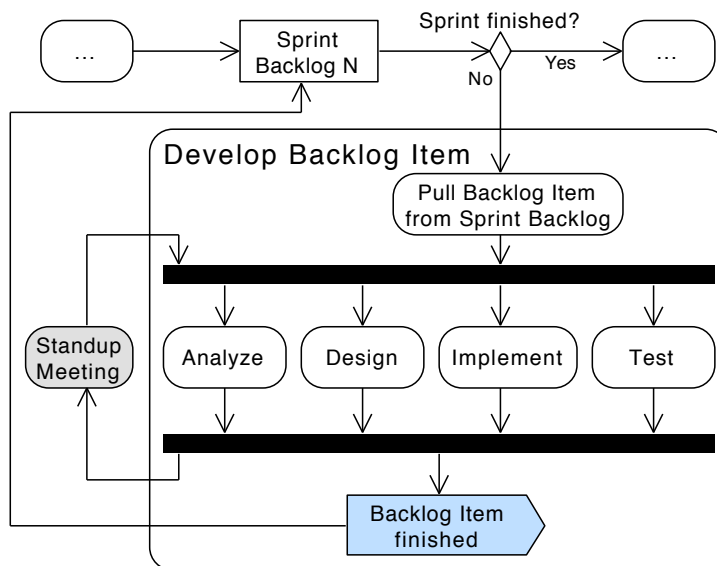 Sprint finished?
...
Sprint
Backlog N
...
Yes
No
Develop Backlog Item
Pull Backlog Item
from Sprint Backlog
Standup
Meeting
Analyze
Design
Implement
Test
Backlog Item
finished